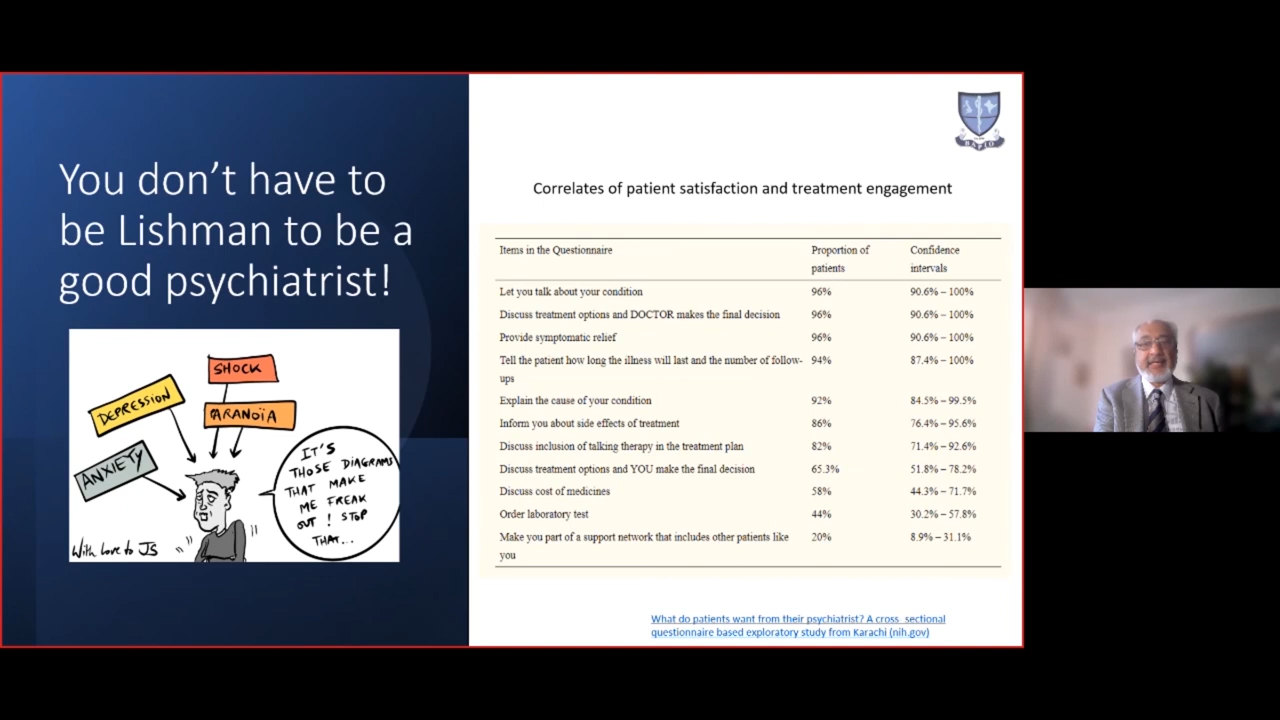 You don’t have to
be Lishman to be a
good psychiatrist!
SHOCK
DEPRESSION
ARANOÏA
ANXIETY
IT'S
THOSE DIAGRAMS
THAT MAKE
ME FREAK
OUT ! STOP
THAT...
With love to JS
BAPIO
Correlates of patient satisfaction and treatment engagement
Items in the Questionnaire Proportion of patients Confidence intervals
Let you talk about your condition 96% 90.6% – 100%
Discuss treatment options and DOCTOR makes the final decision 96% 90.6% – 100%
Provide symptomatic relief 96% 90.6% – 100%
Tell the patient how long the illness will last and the number of follow- 94% 87.4% – 100%
ups
Explain the cause of your condition 92% 84.5% – 99.5%
Inform you about side effects of treatment 86% 76.4% – 95.6%
Discuss inclusion of talking therapy in the treatment plan 82% 71.4% – 92.6%
Discuss treatment options and YOU make the final decision 65.3% 51.8% – 78.2%
Discuss cost of medicines 58% 44.3% – 71.7%
Order laboratory test 44% 30.2% – 57.8%
Make you part of a support network that includes other patients like 20% 8.9% – 31.1%
you
What do patients want from their psychiatrist? A cross sectional
questionnaire based exploratory study from Karachi (nih.gov)